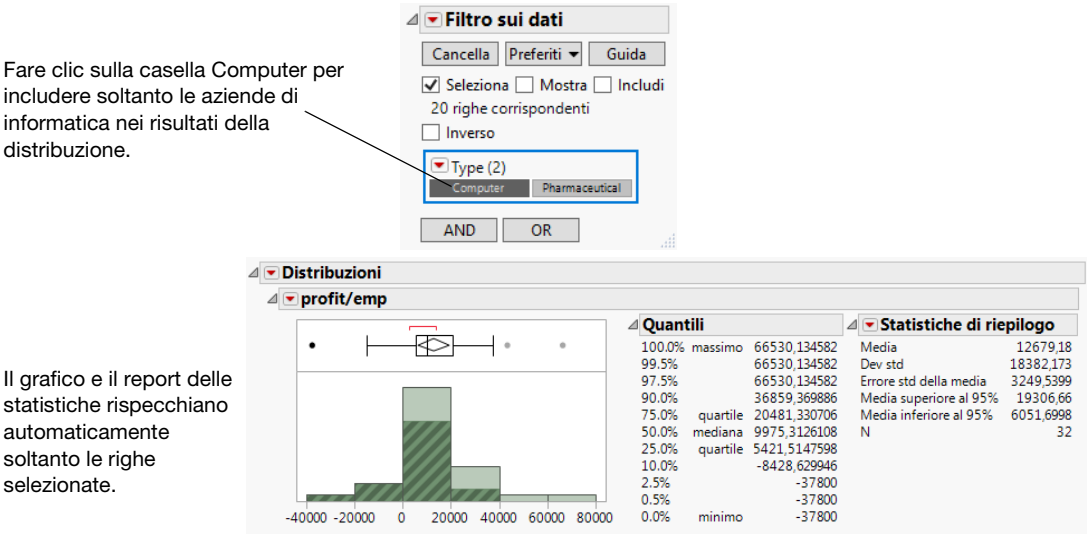 Filtro sui dati
Cancella Preferiti Guida
Seleziona Mostra Includi
20 righe corrispondenti
Inverso
Type (2)
Computer Pharmaceutical
AND OR
Fare clic sulla casella Computer per
includere soltanto le aziende di
informatica nei risultati della
distribuzione.
Distribuzioni
profit/emp
Il grafico e il report delle
statistiche rispecchiano
automaticamente
soltanto le righe
selezionate.
-40000 -20000 0 20000 40000 60000 80000
Quantili
100.0% massimo 66530,134582
99.5% 66530,134582
97.5% 66530,134582
90.0% 36859,369886
75.0% quartile 20481,330706
50.0% mediana 9975,3126108
25.0% quartile 5421,5147598
10.0% -8428,629946
2.5% -37800
0.5% -37800
0.0% minimo -37800
Statistiche di riepilogo
Media 12679,18
Dev std 18382,173
Errore std della media 3249,5399
Media superiore al 95% 19306,66
Media inferiore al 95% 6051,6998
N 32